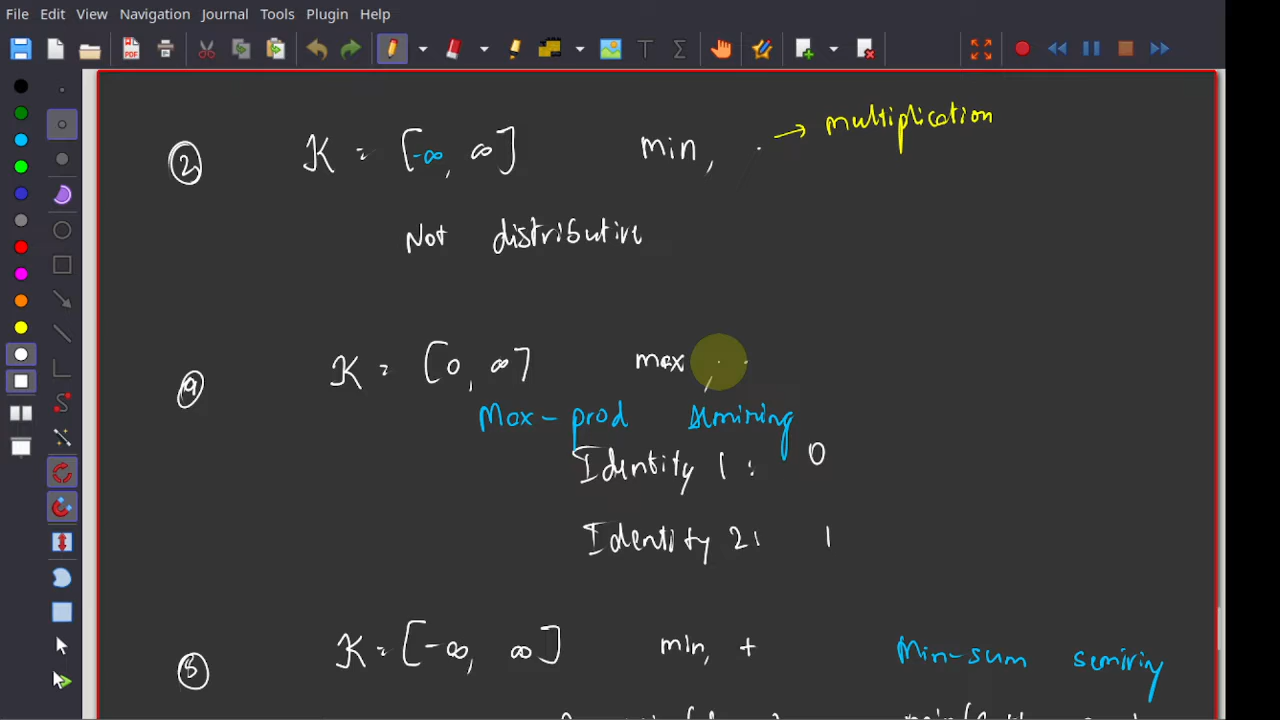 File Edit View Navigation Journal Tools Plugin Help
② K = [-∞, ∞] min, · → multiplication
Not distributive
④ K = [0, ∞] max, ·
Max-prod semiring
Identity 1: 0
Identity 2: 1
⑤ K = [-∞, ∞] min, + Min-sum semiring